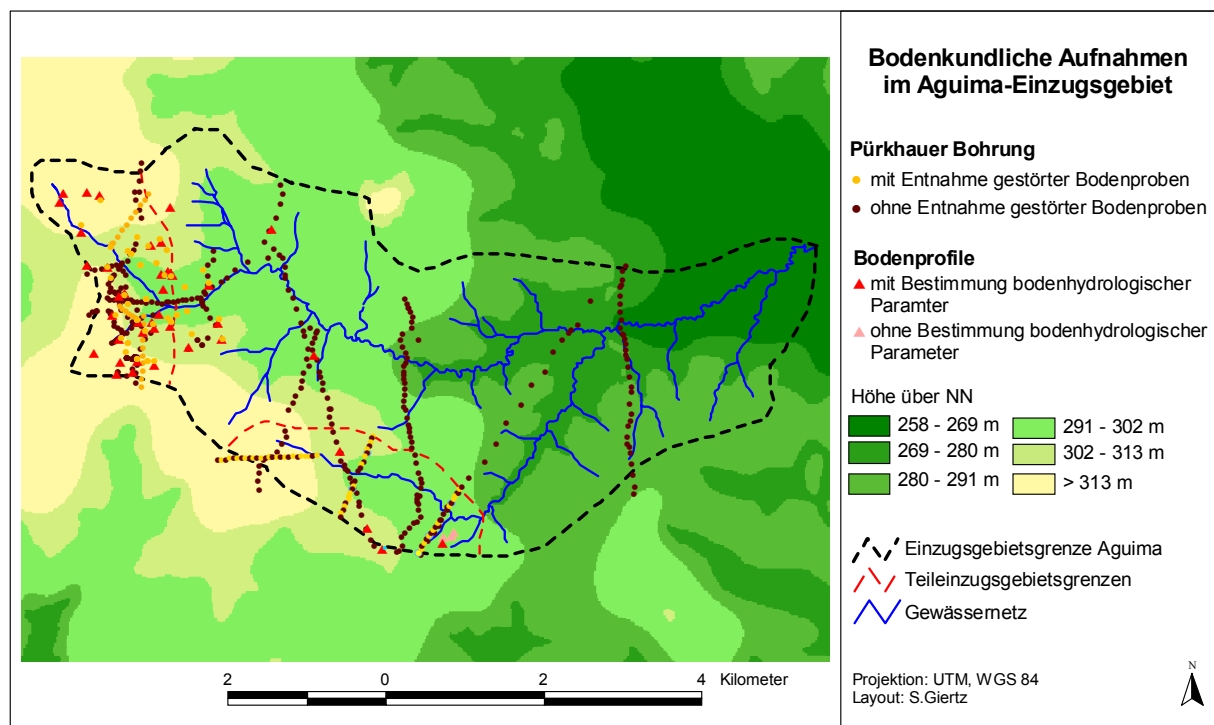 Bodenkundliche Aufnahmen
im Aguima-Einzugsgebiet
Pürkhauer Bohrung
mit Entnahme gestörter Bodenproben
ohne Entnahme gestörter Bodenproben
Bodenprofile
mit Bestimmung bodenhydrologischer
Paramter
ohne Bestimmung bodenhydrologischer
Parameter
Höhe über NN
258 - 269 m
269 - 280 m
280 - 291 m
291 - 302 m
302 - 313 m
> 313 m
Einzugsgebietsgrenze Aguima
Teileinzugsgebietsgrenzen
Gewässernetz
Projektion: UTM, WGS 84
Layout: S.Giertz
N
2 0 2 4 Kilometer